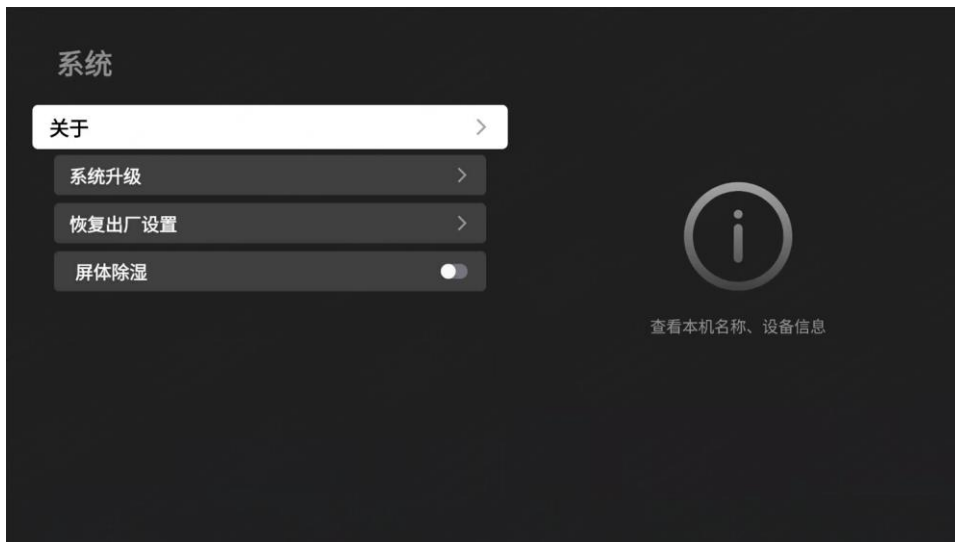 系统
关于
系统升级
恢复出厂设置
屏体除湿
查看本机名称、设备信息